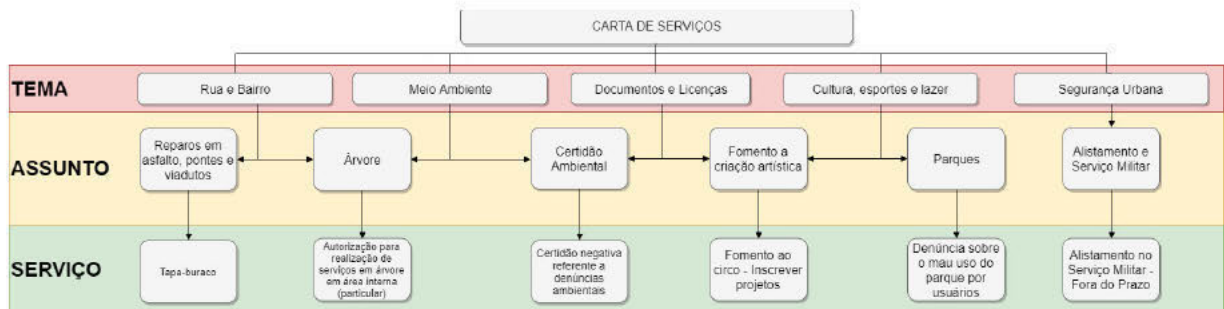 CARTA DE SERVIÇOS
TEMA
Rua e Bairro
Meio Ambiente
Documentos e Licenças
Cultura, esportes e lazer
Segurança Urbana
ASSUNTO
Reparos em
asfalto, pontes e
viadutos
Árvore
Certidão
Ambiental
Fomento a
criação artística
Parques
Alistamento e
Serviço Militar
SERVIÇO
Tapa-buraco
Autorização para
realização de
serviços em árvore
em área interna
(particular)
Certidão negativa
referente a
denúncias
ambientais
Fomento ao
circo - Inscrever
projetos
Denúncia sobre
o mau uso do
parque por
usuários
Alistamento no
Serviço Militar -
Fora do Prazo